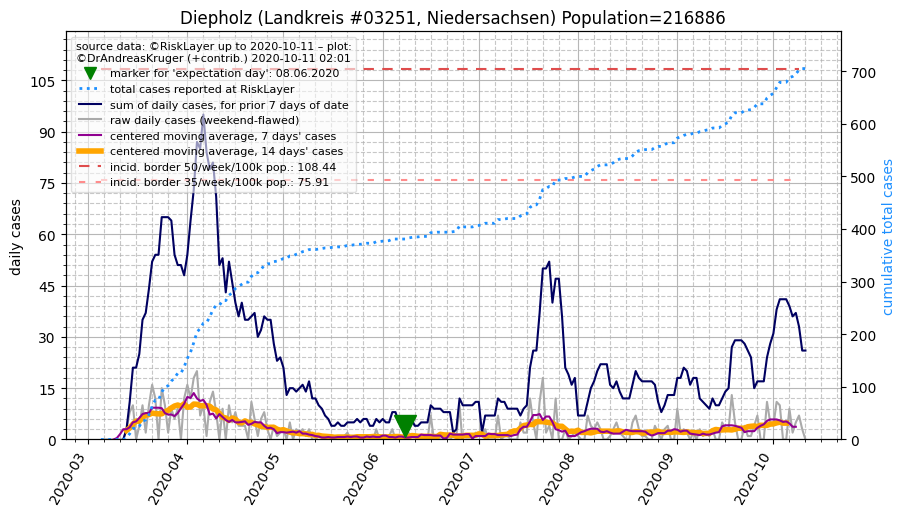 Diepholz (Landkreis #03251, Niedersachsen) Population=216886
source data: ©RiskLayer up to 2020-10-11 – plot:
©DrAndreasKruger (+contrib.) 2020-10-11 02:01
marker for 'expectation day': 08.06.2020
total cases reported at RiskLayer
sum of daily cases, for prior 7 days of date
raw daily cases (weekend-flawed)
centered moving average, 7 days' cases
centered moving average, 14 days' cases
incid. border 50/week/100k pop.: 108.44
incid. border 35/week/100k pop.: 75.91
daily cases
105
90
75
60
45
30
15
0
700
600
500
400
300
200
100
0
cumulative total cases
2020-03
2020-04
2020-05
2020-06
2020-07
2020-08
2020-09
2020-10